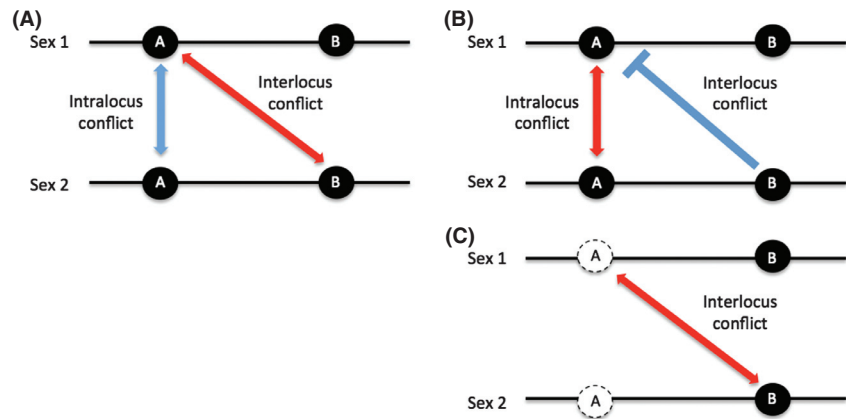 (A)
Sex 1
A
B
Intralocus
conflict
Interlocus
conflict
Sex 2
A
B
(B)
Sex 1
A
B
Intralocus
conflict
Interlocus
conflict
Sex 2
A
B
(C)
Sex 1
A
B
Interlocus
conflict
Sex 2
A
B